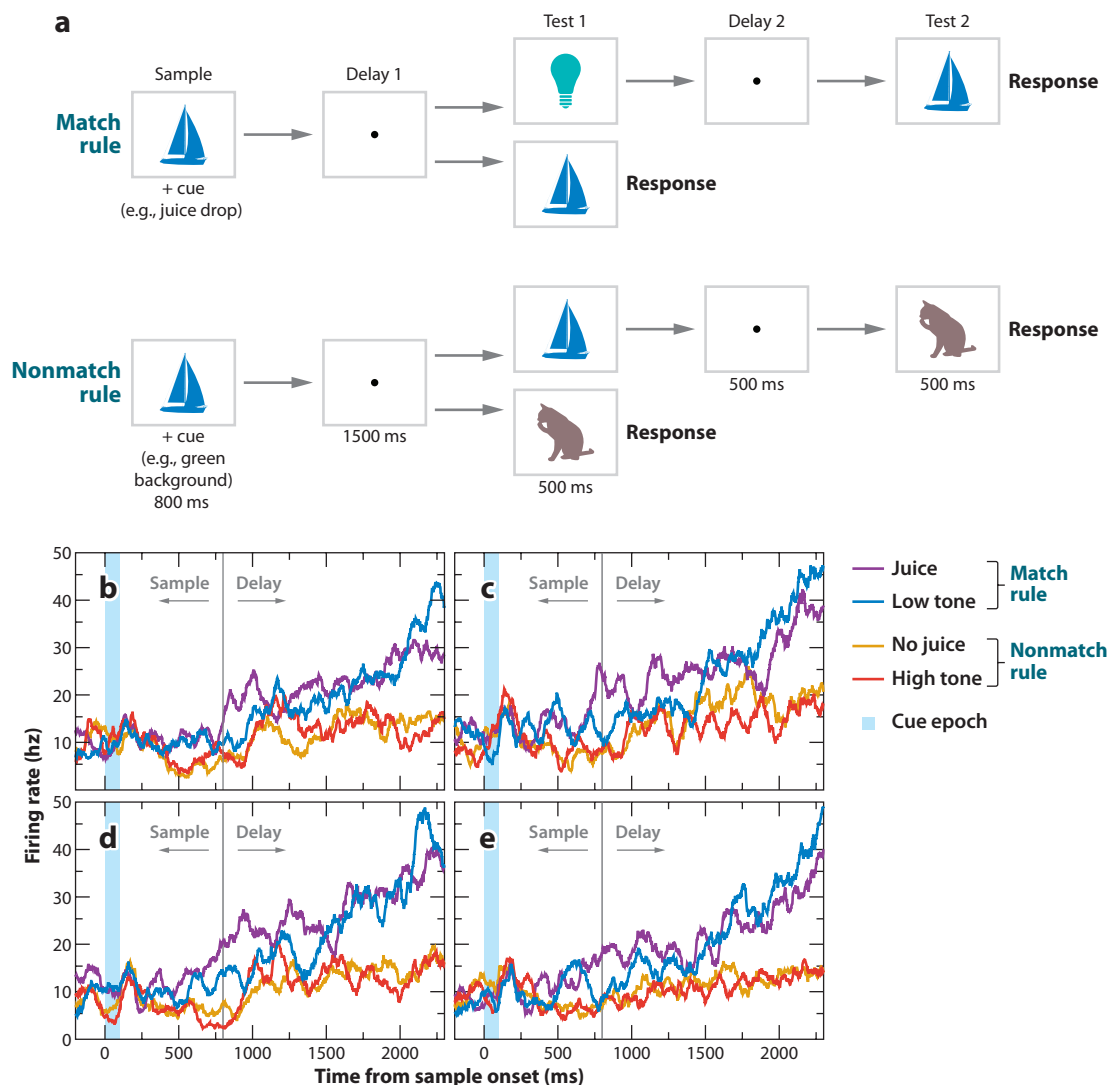 a
Test 1
Delay 2
Test 2
Sample
Delay 1
Response
Match
rule
Response
+ cue
(e.g., juice drop)
Response
Nonmatch
rule
500 ms
500 ms
+ cue
(e.g., green
background)
800 ms
1500 ms
Response
500 ms
50
40
30
20
10
b
Sample
Delay
c
Sample
Delay
Juice
Low tone
Match
rule
No juice
High tone
Nonmatch
rule
Cue epoch
Firing rate (hz)
50
40
30
20
10
0
d
Sample
Delay
e
Sample
Delay
0
500
1000
1500
2000
0
500
1000
1500
2000
Time from sample onset (ms)